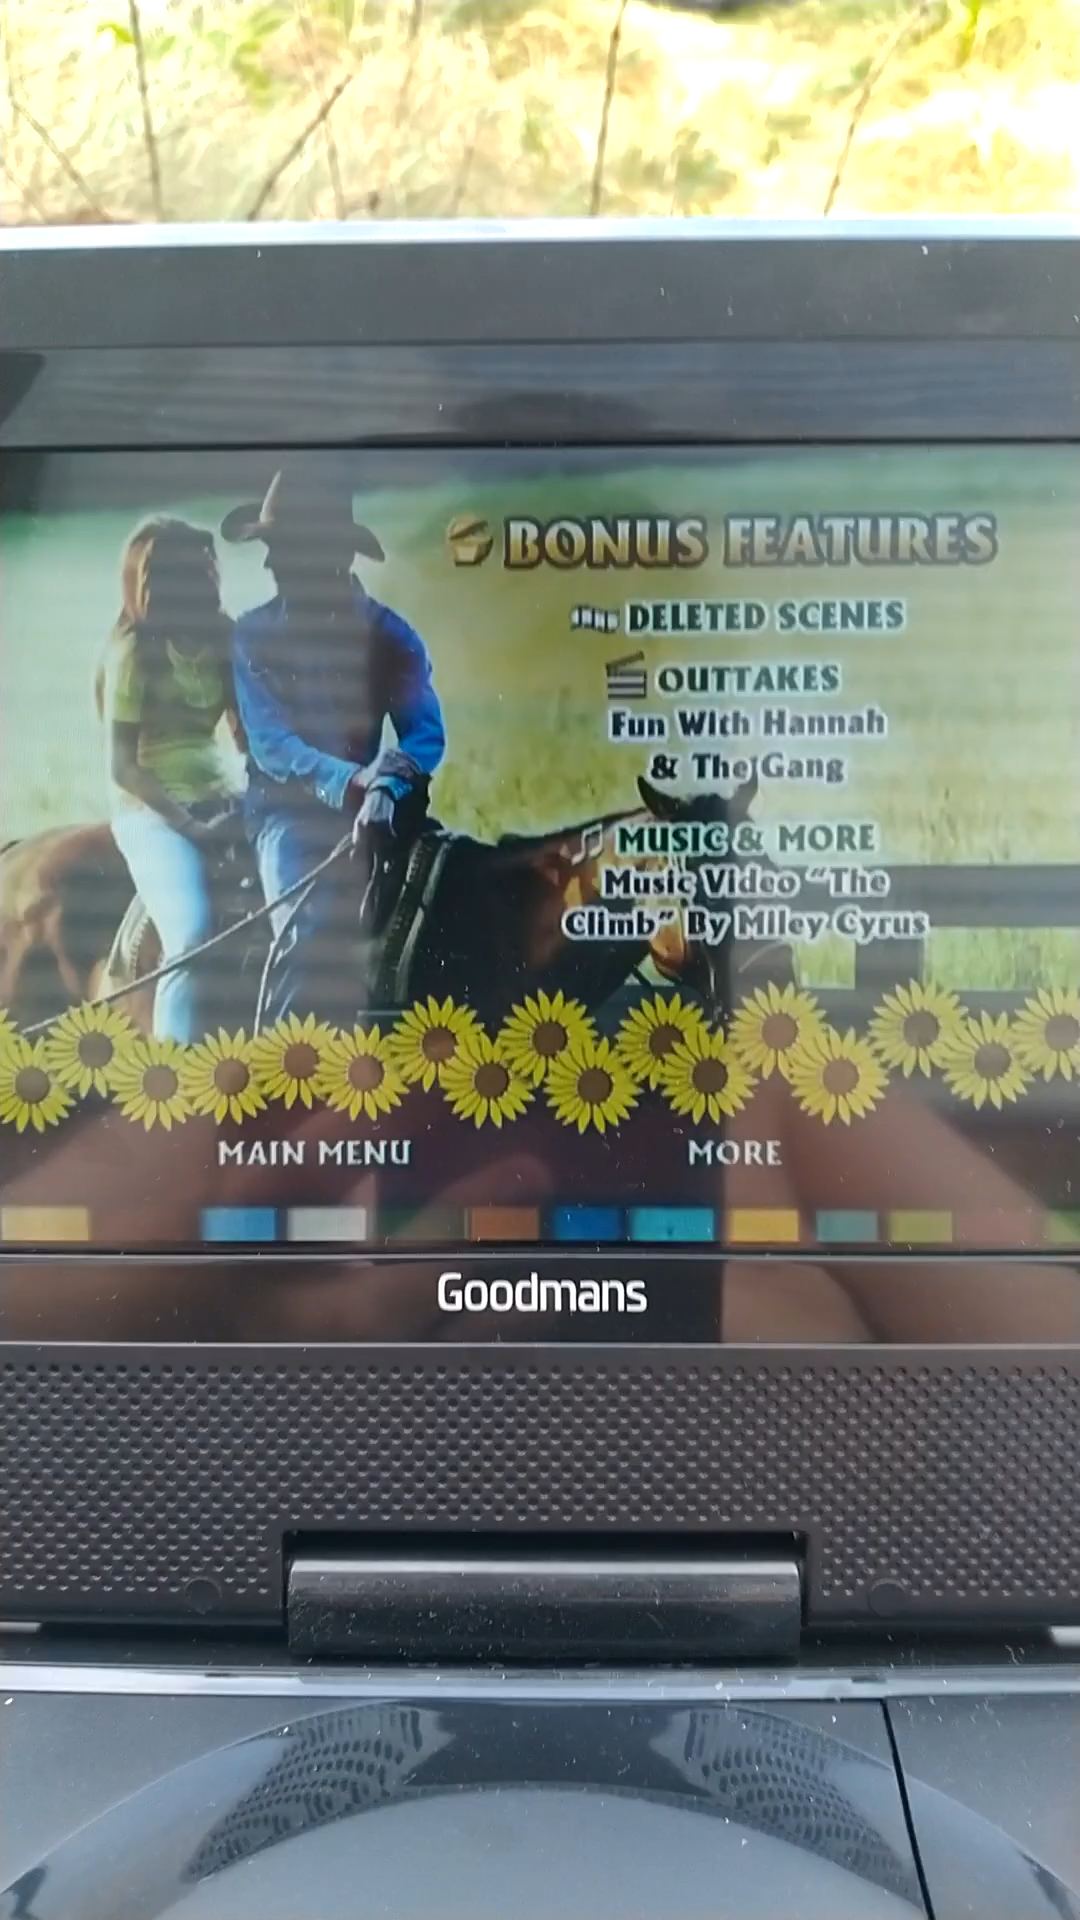 BONUS FEATURES
DELETED SCENES
OUTTAKES
Fun With Hannah
& The Gang
MUSIC & MORE
Music Video "The
Climb" By Miley Cyrus
MAIN MENU
MORE
Goodmans